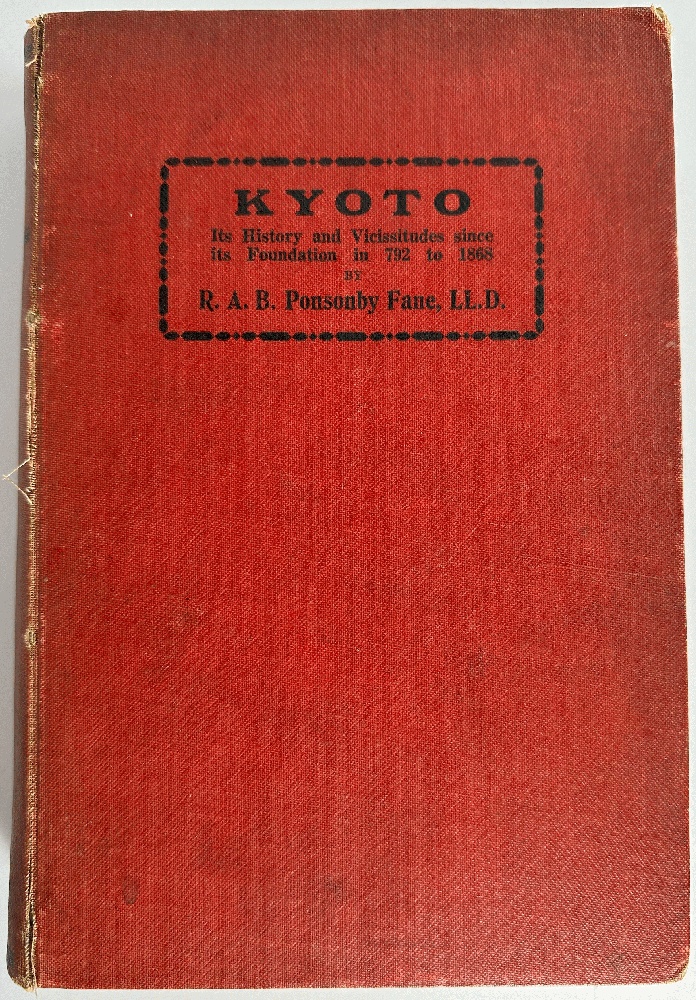 KYOTO
Its History and Vicissitudes since
its Foundation in 792 to 1868
BY
R. A. B. Ponsonby Fane, LL.D.